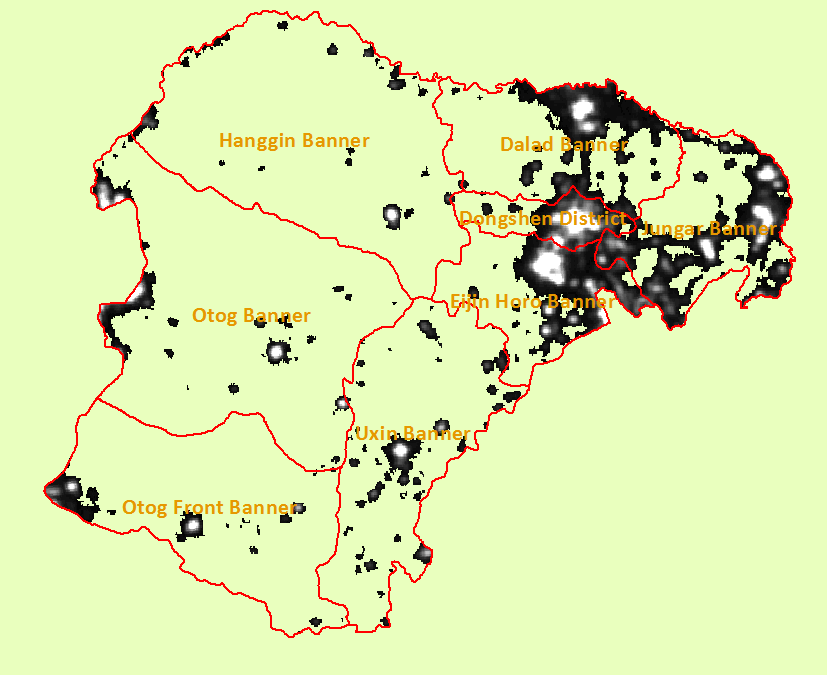 Hanggin Banner
Dalad Banner
Dongshen District
Jungar Banner
Ejin Horo Banner
Otog Banner
Uxin Banner
Otog Front Banner